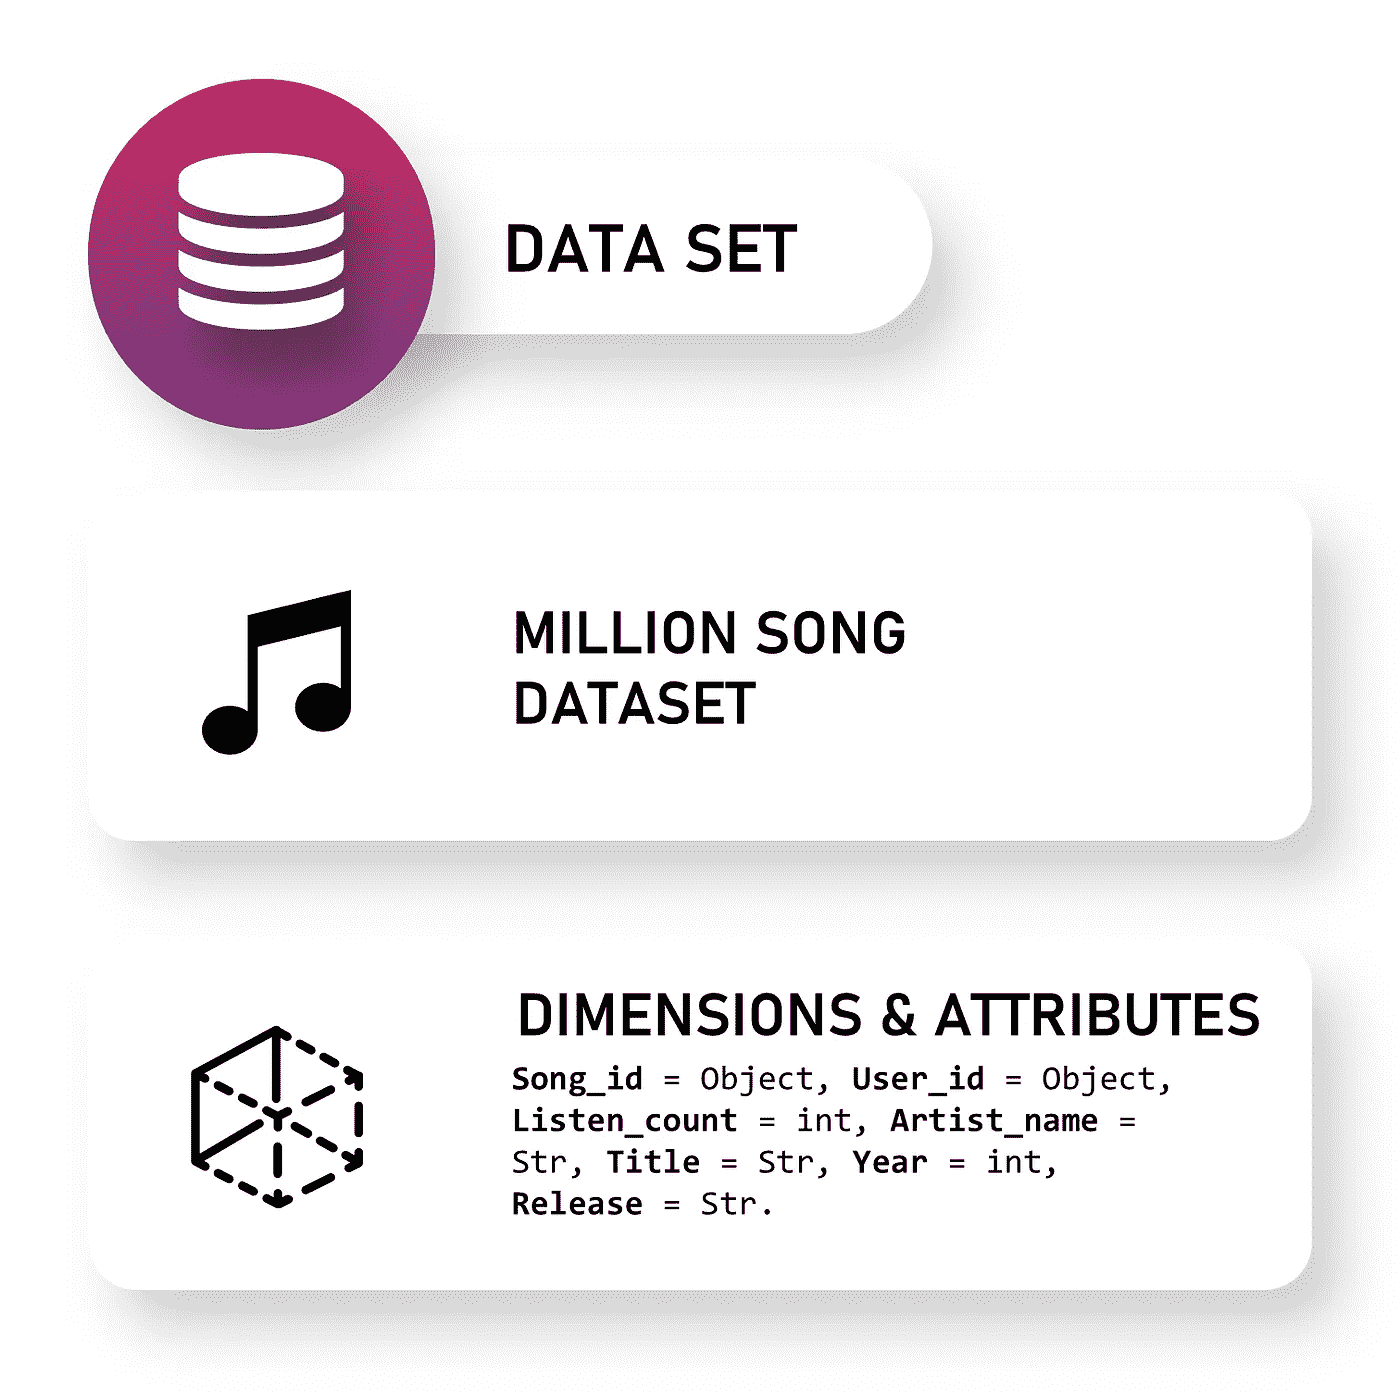 DATA SET
MILLION SONG
DATASET
DIMENSIONS & ATTRIBUTES
Song_id = Object, User_id = Object,
Listen_count = int, Artist_name =
Str, Title = Str, Year = int,
Release = Str.